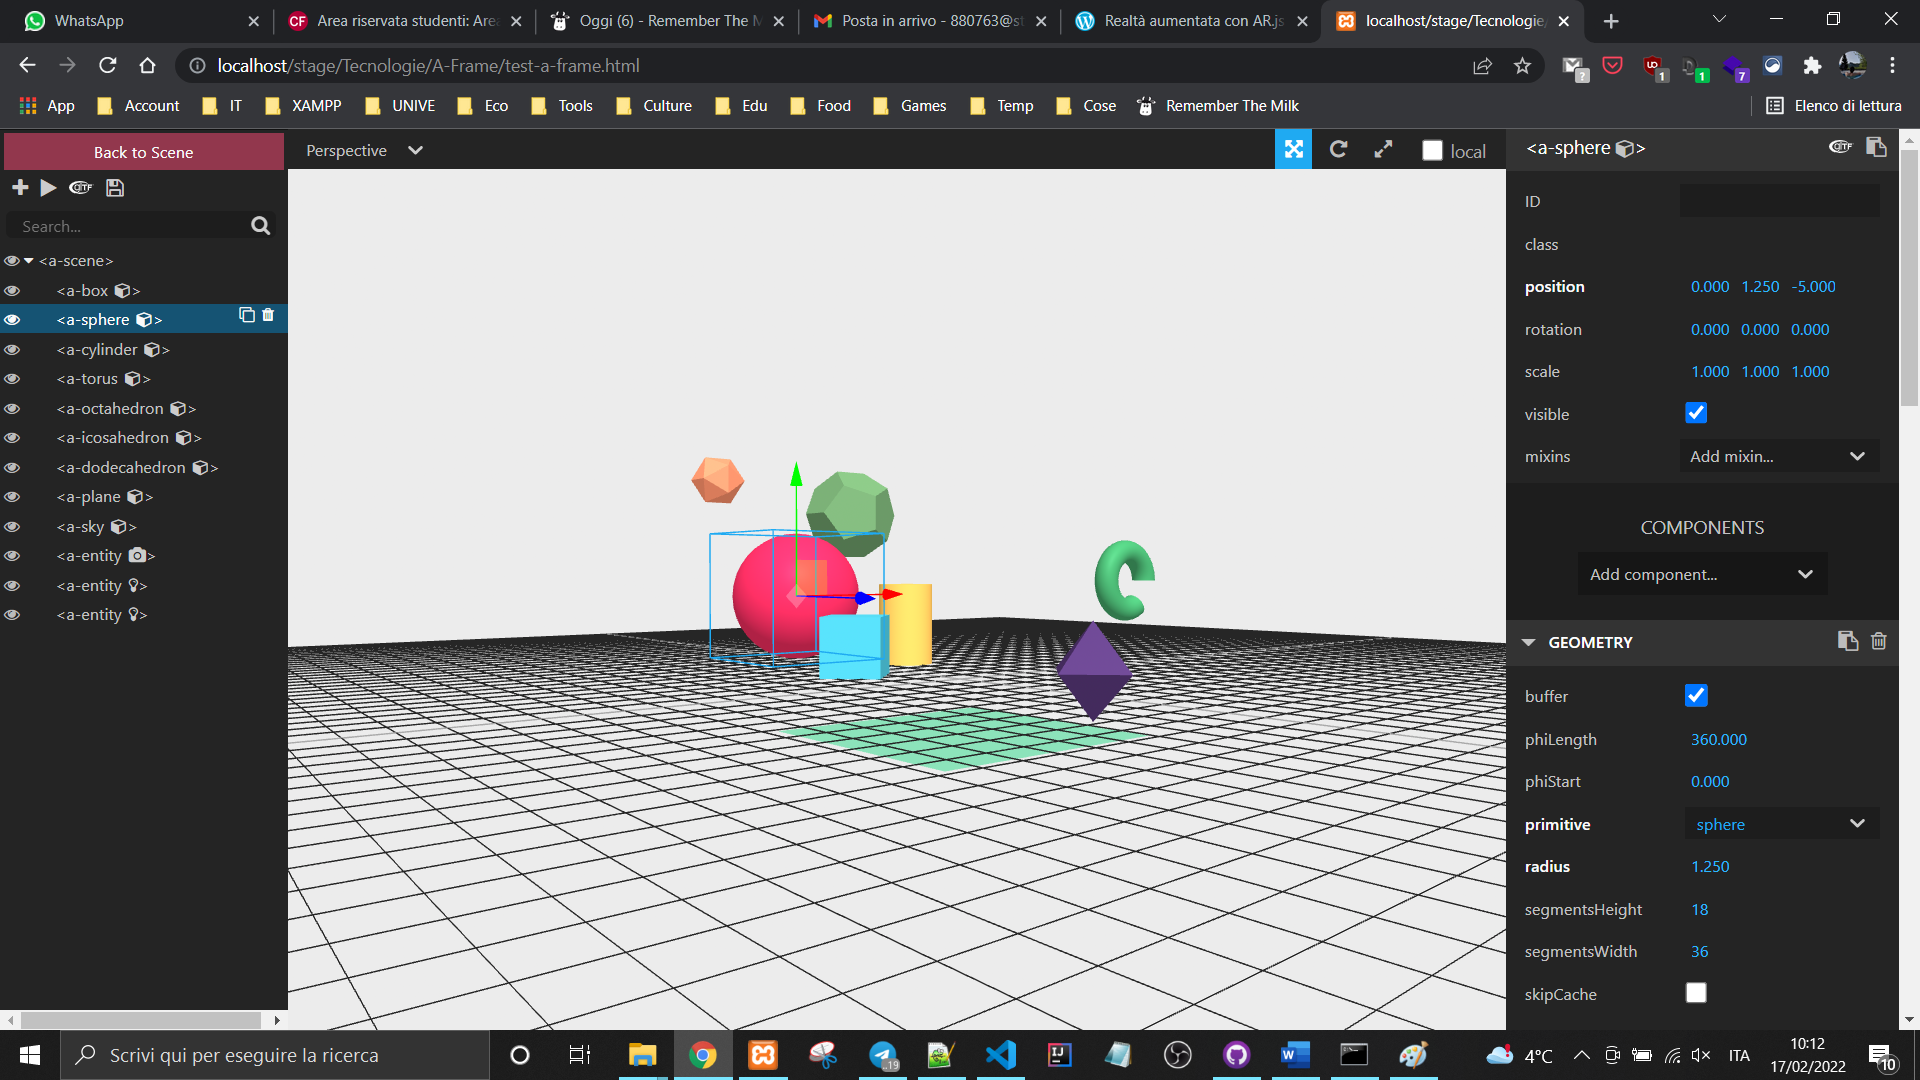 WhatsApp
Area riservata studenti: Area
Oggi (6) - Remember The M
Posta in arrivo - 880763@st
Realtà aumentata con AR.js
localhost/stage/Tecnologie/
localhost/stage/Tecnologie/A-Frame/test-a-frame.html
App Account IT XAMPP UNIVE Eco Tools Culture Edu Food Games Temp Cose Remember The Milk Elenco di lettura
Back to Scene
Search...
<a-scene>
<a-box >
<a-sphere >
<a-cylinder >
<a-torus >
<a-octahedron >
<a-icosahedron >
<a-dodecahedron >
<a-plane >
<a-sky >
<a-entity >
<a-entity >
<a-entity >
Perspective
local
<a-sphere >
ID
class
position 0.000 1.250 -5.000
rotation 0.000 0.000 0.000
scale 1.000 1.000 1.000
visible
mixins Add mixin...
COMPONENTS
Add component...
GEOMETRY
buffer
phiLength 360.000
phiStart 0.000
primitive sphere
radius 1.250
segmentsHeight 18
segmentsWidth 36
skipCache
Scrivi qui per eseguire la ricerca
4°C
ITA
10:12
17/02/2022
10